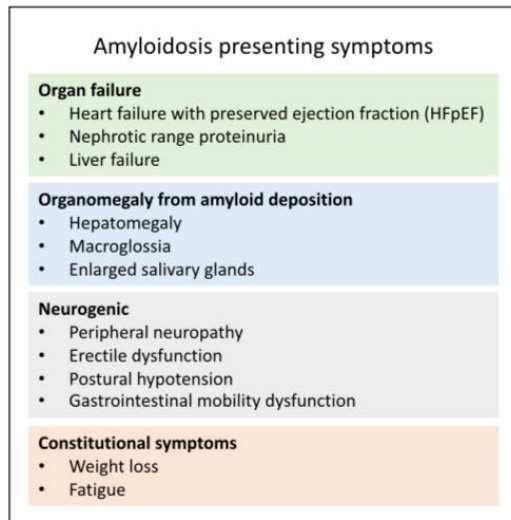 Amyloidosis presenting symptoms
Organ failure
• Heart failure with preserved ejection fraction (HFpEF)
• Nephrotic range proteinuria
• Liver failure
Organomegaly from amyloid deposition
• Hepatomegaly
• Macroglossia
• Enlarged salivary glands
Neurogenic
• Peripheral neuropathy
• Erectile dysfunction
• Postural hypotension
• Gastrointestinal mobility dysfunction
Constitutional symptoms
• Weight loss
• Fatigue